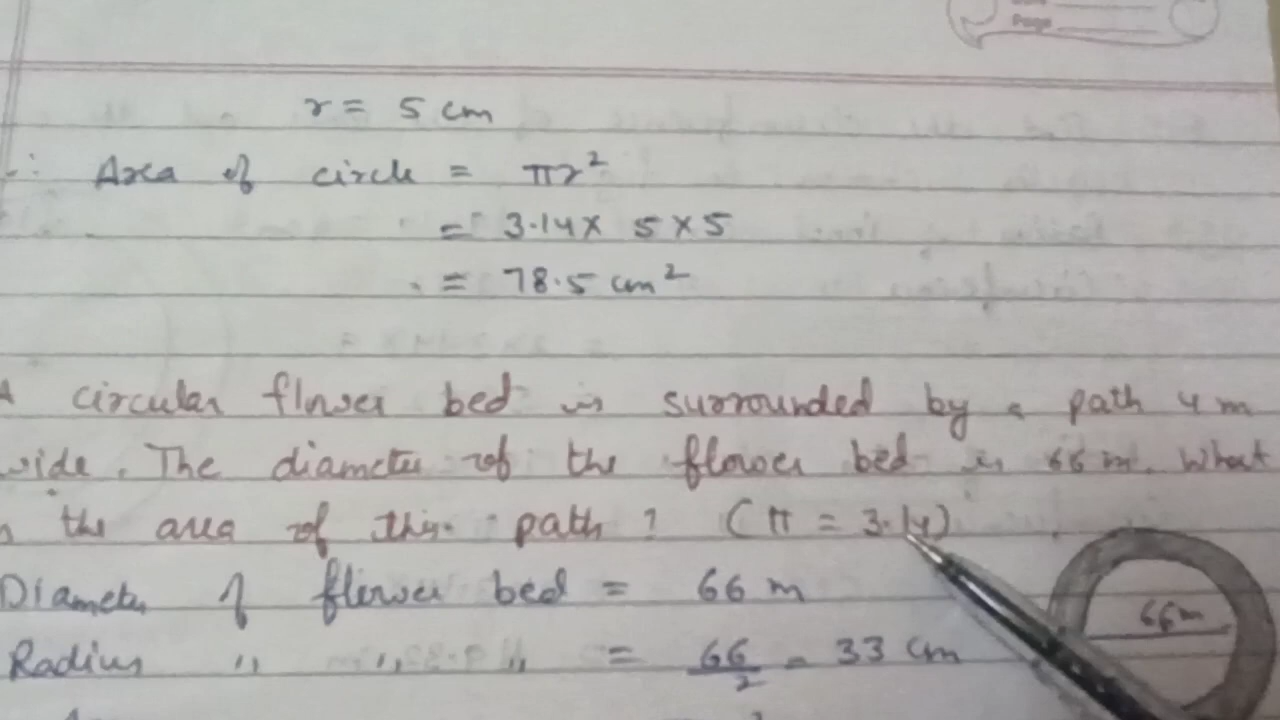 Page
r = 5 cm
∴ Area of circle = πr²
= 3.14 × 5 × 5
= 78.5 cm²
A circular flower bed is surrounded by a path 4 m
wide. The diameter of the flower bed is 66 m. What
the area of this path? (π = 3.14)
Diameter of flower bed = 66 m
66 m
Radius " " " = 66/2 = 33 cm